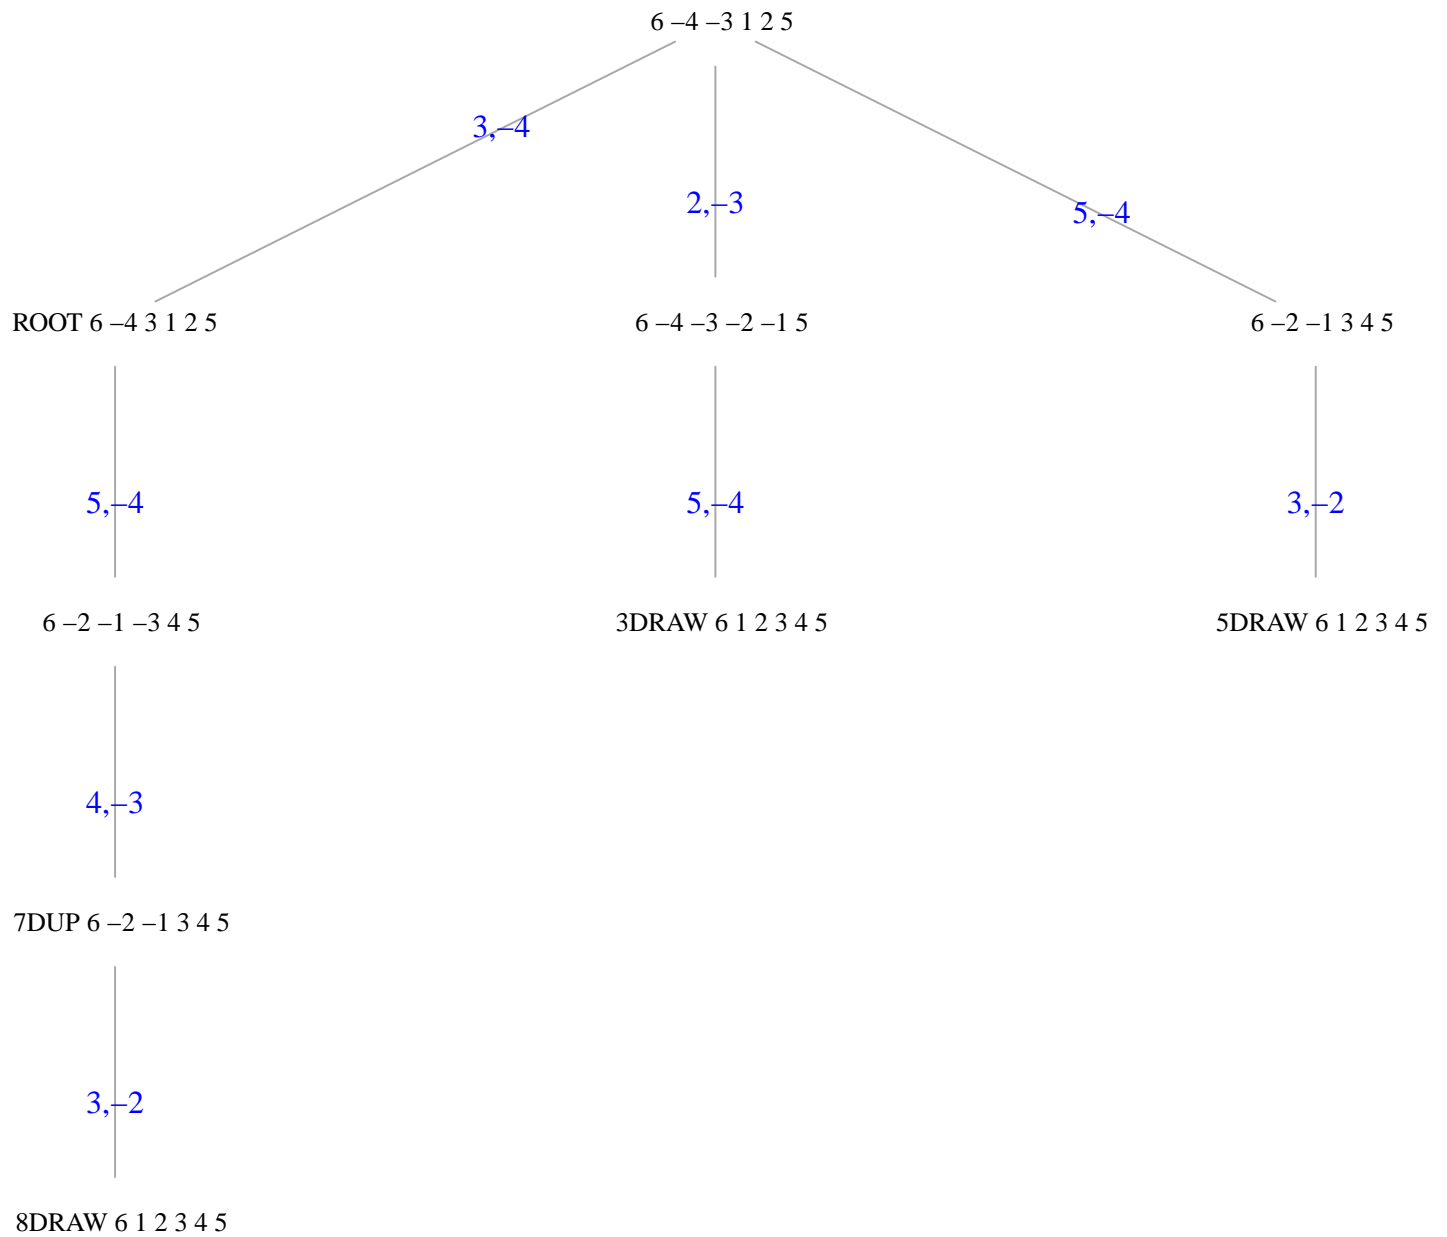 6 –4 –3 1 2 5
3,–4
2,–3
5,–4
ROOT 6 –4 3 1 2 5
6 –4 –3 –2 –1 5
6 –2 –1 3 4 5
5,–4
5,–4
3,–2
6 –2 –1 –3 4 5
3DRAW 6 1 2 3 4 5
5DRAW 6 1 2 3 4 5
4,–3
7DUP 6 –2 –1 3 4 5
3,–2
8DRAW 6 1 2 3 4 5